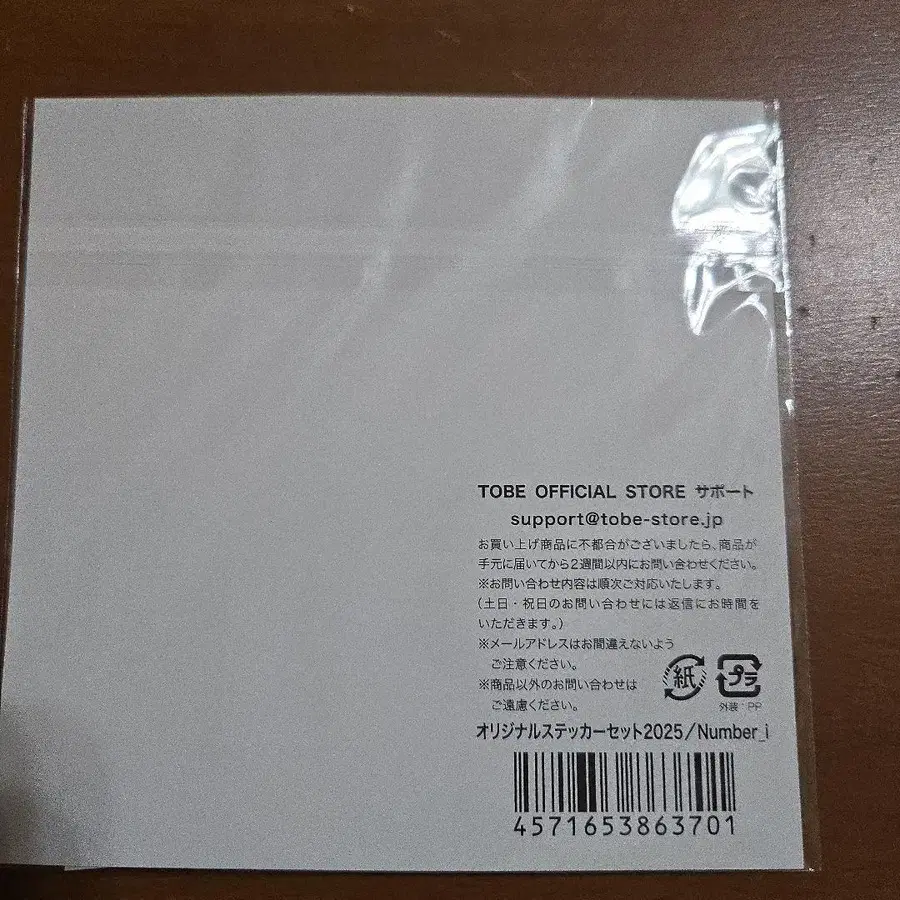 TOBE OFFICIAL STORE サポート
support@tobe-store.jp
お買い上げ商品に不都合がございましたら、商品が
手元に届いてから2週間以内にお問い合わせください。
※お問い合わせ内容は順次ご対応いたします。
(土日・祝日のお問い合わせには返信にお時間を
いただきます。)
※メールアドレスはお間違えないよう
ご注意ください。
※商品以外のお問い合わせは
ご遠慮ください。
紙
プラ
外装:PP
オリジナルステッカーセット2025/Number_i
4571653863701